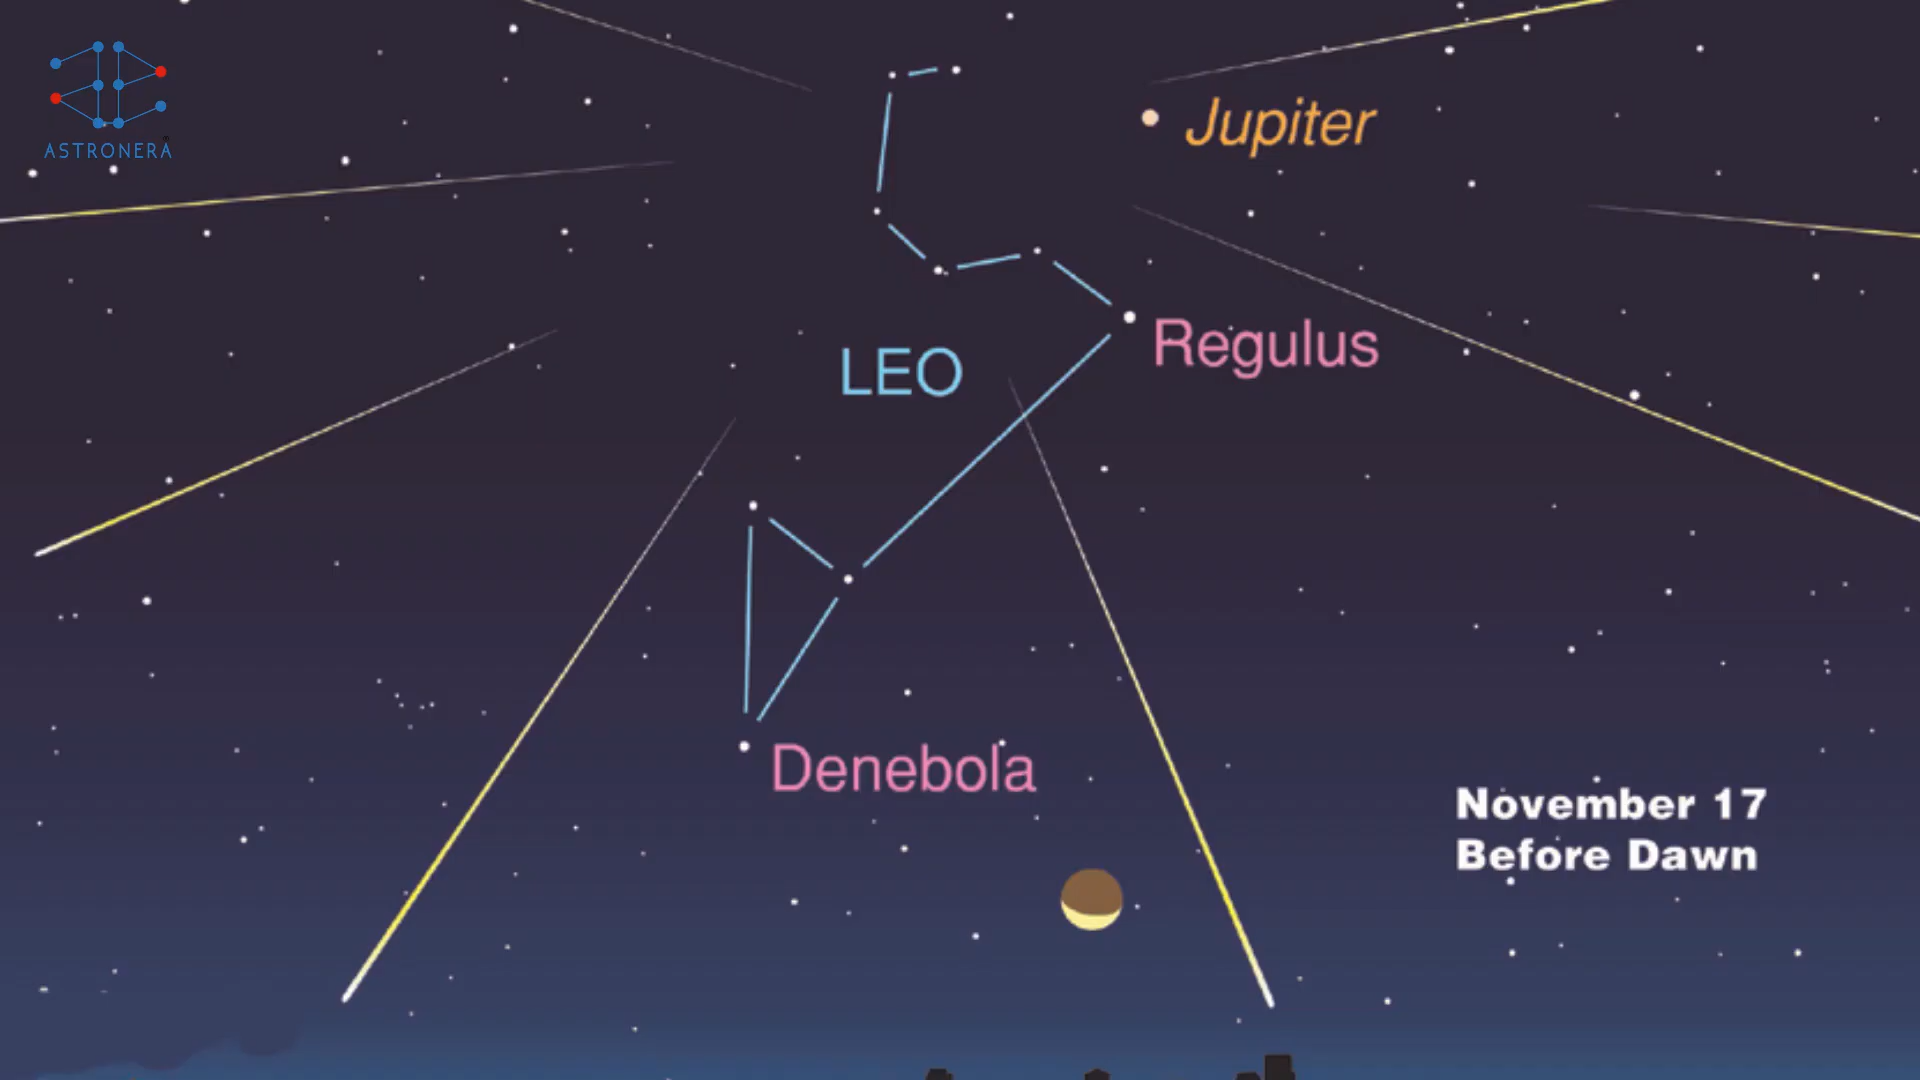 ASTRONERA
Jupiter
Regulus
LEO
Denebola
November 17
Before Dawn